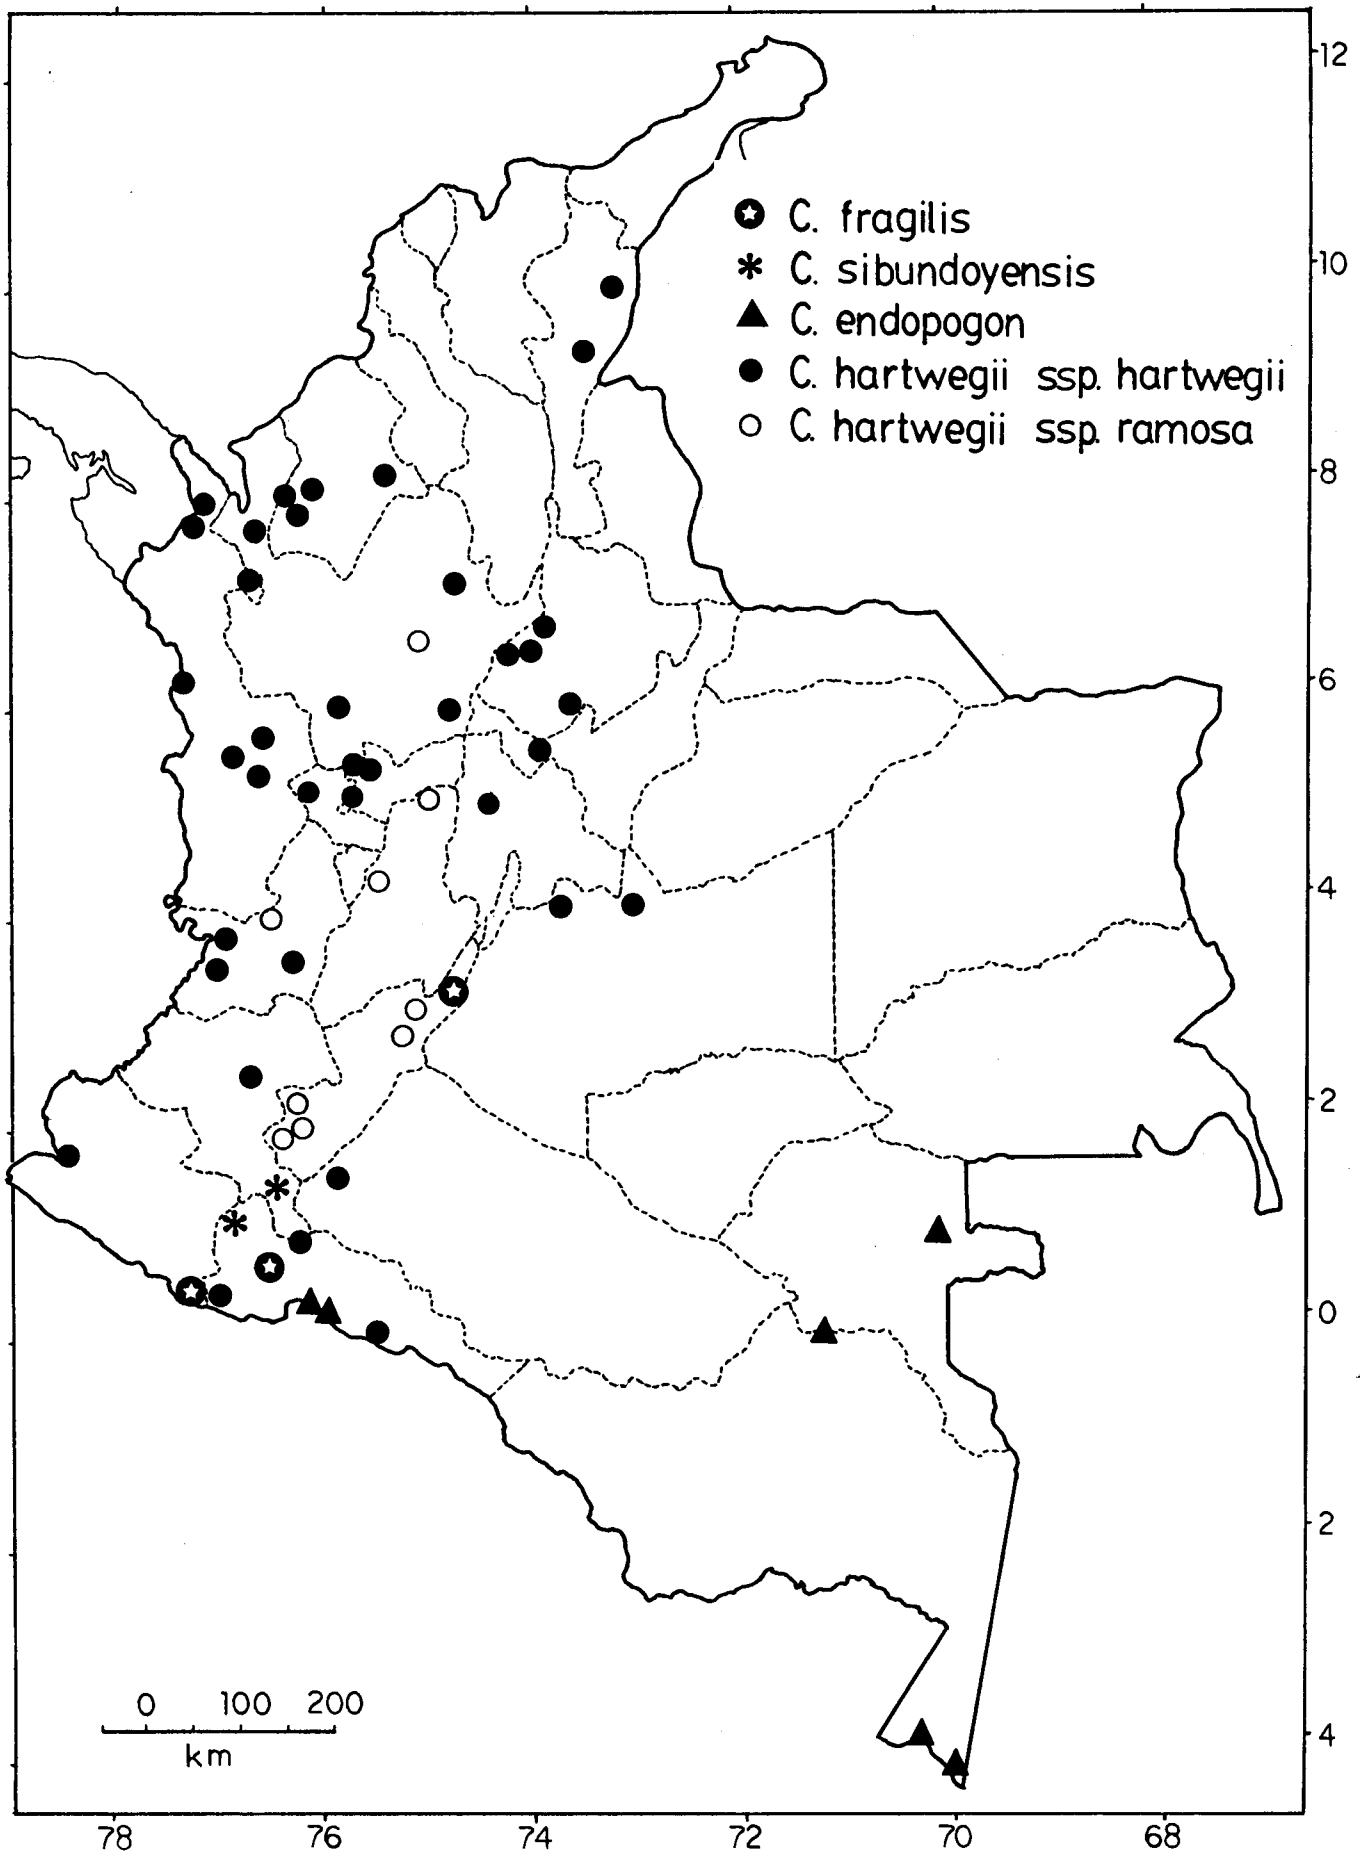 12
C. fragilis
10
C. sibundoyensis
C. endopogon
C. hartwegii ssp. hartwegii
C. hartwegii ssp. ramosa
8
6
4
2
0
2
0 100 200
km
4
78 76 74 72 70 68